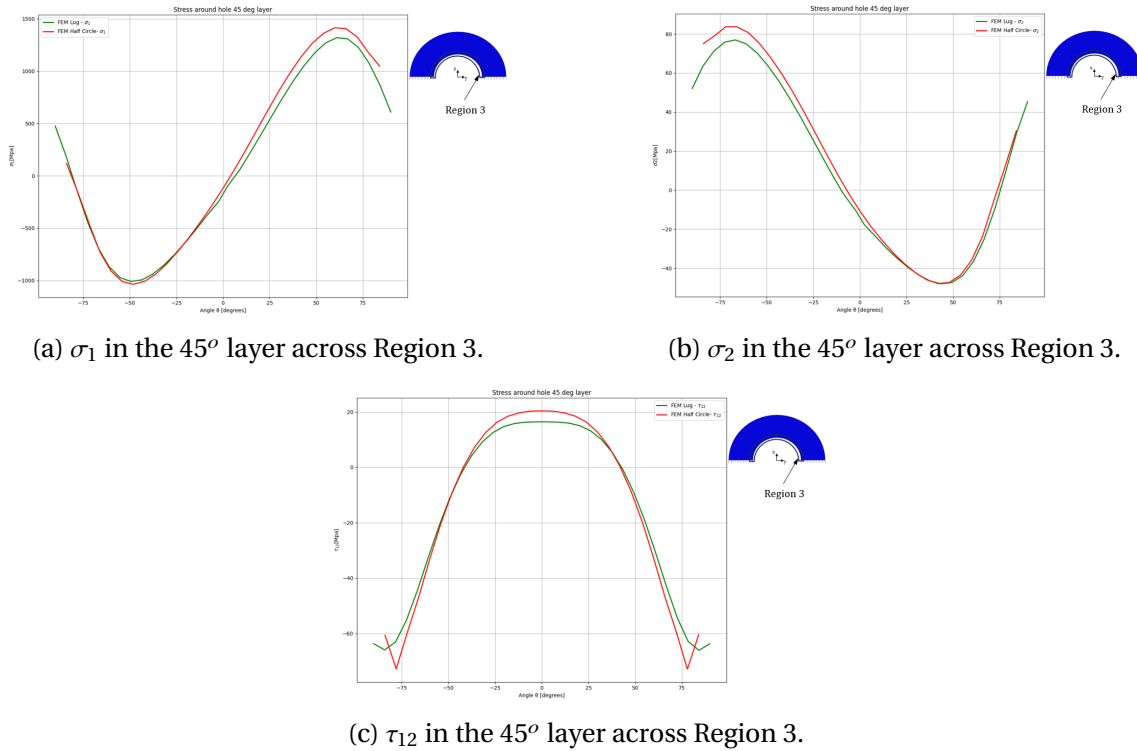 Stress around hole 45 deg layer
FEM Lug - σ₁
FEM Half Circle- σ₁
1500
1000
500
0
−500
−1000
σ₁[Mpa]
−75 −50 −25 0 25 50 75
Angle θ [degrees]
x
y
Region 3
(a) σ₁ in the 45ᵒ layer across Region 3.
Stress around hole 45 deg layer
FEM Lug - σ₂
FEM Half Circle- σ₂
80
60
40
20
0
−20
−40
σ2[Mpa]
−75 −50 −25 0 25 50 75
Angle θ [degrees]
x
y
Region 3
(b) σ₂ in the 45ᵒ layer across Region 3.
Stress around hole 45 deg layer
FEM Lug - τ₁₂
FEM Half Circle- τ₁₂
20
0
−20
−40
−60
τ₁₂[Mpa]
−75 −50 −25 0 25 50 75
Angle θ [degrees]
x
y
Region 3
(c) τ₁₂ in the 45ᵒ layer across Region 3.